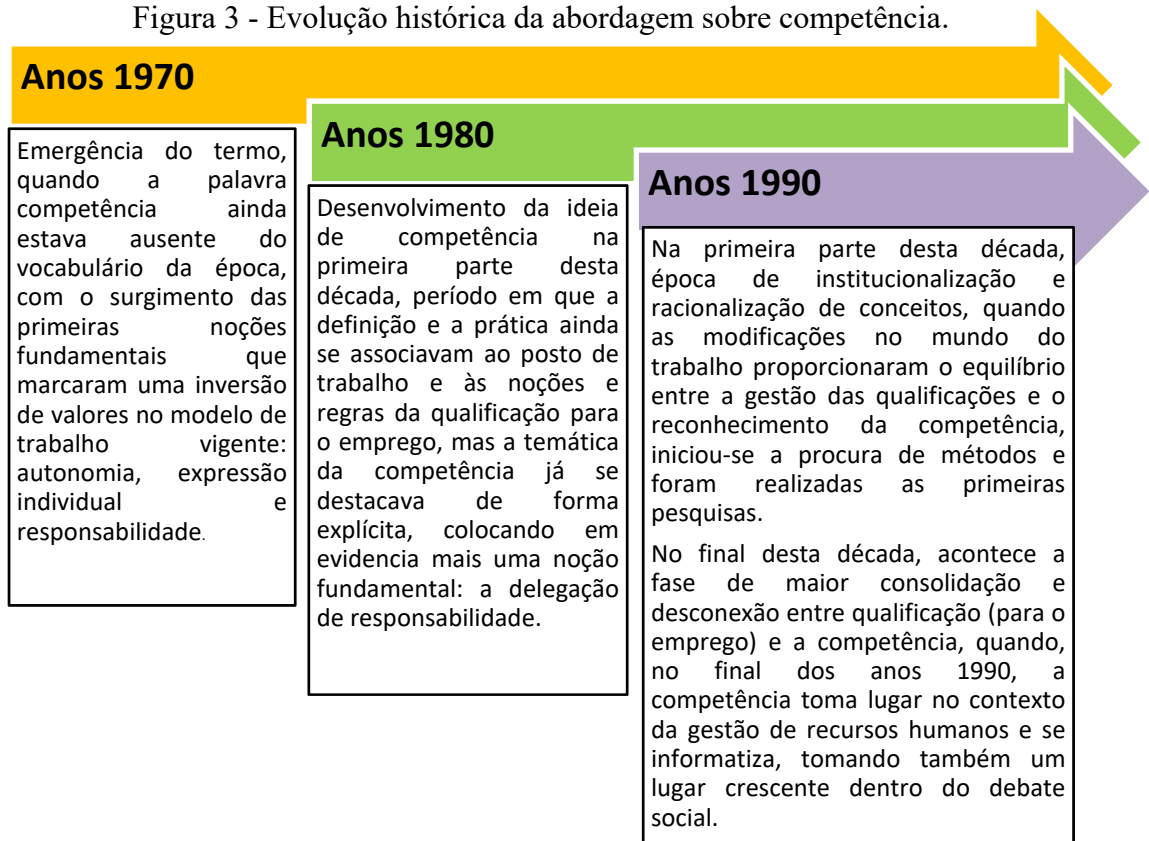 Figura 3 - Evolução histórica da abordagem sobre competência.
Anos 1970
Emergência do termo,
quando a palavra
competência ainda
estava ausente do
vocabulário da época,
com o surgimento das
primeiras noções
fundamentais que
marcaram uma inversão
de valores no modelo de
trabalho vigente:
autonomia, expressão
individual e
responsabilidade.
Anos 1980
Desenvolvimento da ideia
de competência na
primeira parte desta
década, período em que a
definição e a prática ainda
se associavam ao posto de
trabalho e às noções e
regras da qualificação para
o emprego, mas a temática
da competência já se
destacava de forma
explícita, colocando em
evidencia mais uma noção
fundamental: a delegação
de responsabilidade.
Anos 1990
Na primeira parte desta década,
época de institucionalização e
racionalização de conceitos, quando
as modificações no mundo do
trabalho proporcionaram o equilíbrio
entre a gestão das qualificações e o
reconhecimento da competência,
iniciou-se a procura de métodos e
foram realizadas as primeiras
pesquisas.
No final desta década, acontece a
fase de maior consolidação e
desconexão entre qualificação (para o
emprego) e a competência, quando,
no final dos anos 1990, a
competência toma lugar no contexto
da gestão de recursos humanos e se
informatiza, tomando também um
lugar crescente dentro do debate
social.